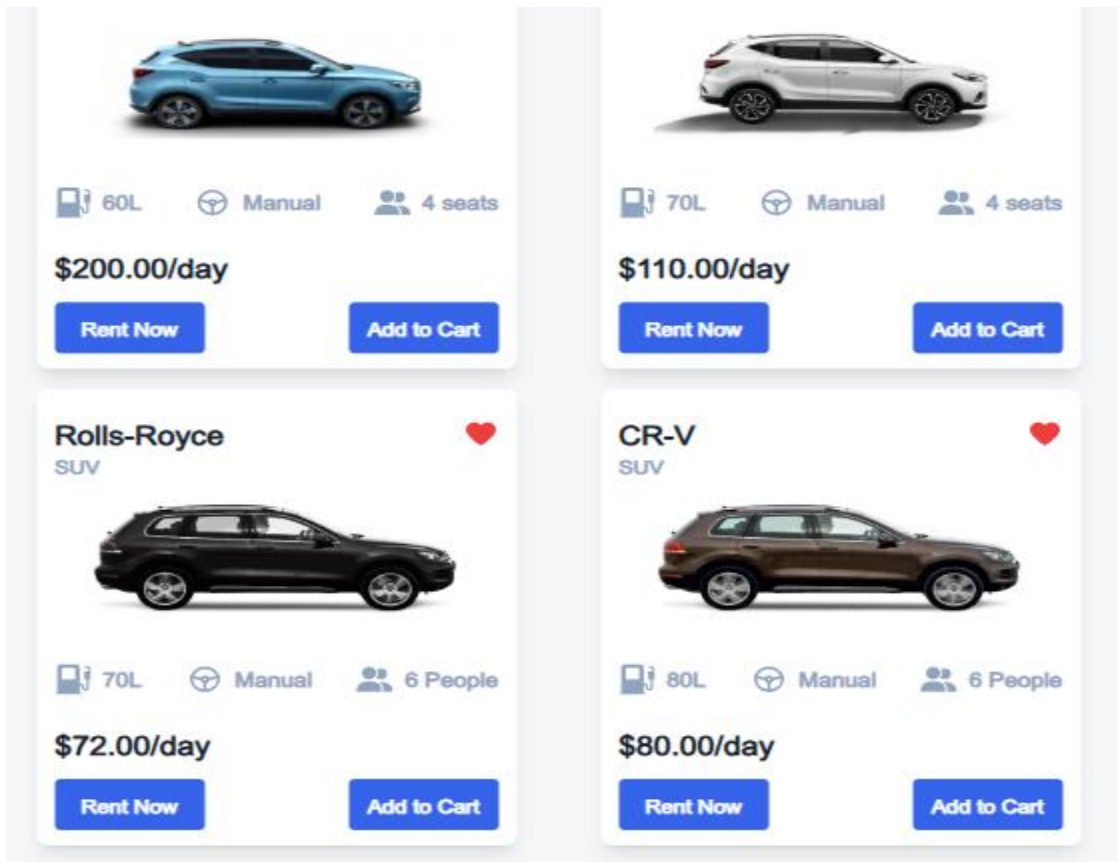 60L Manual 4 seats
$200.00/day
Rent Now Add to Cart
70L Manual 4 seats
$110.00/day
Rent Now Add to Cart
Rolls-Royce
SUV
70L Manual 6 People
$72.00/day
Rent Now Add to Cart
CR-V
SUV
80L Manual 6 People
$80.00/day
Rent Now Add to Cart